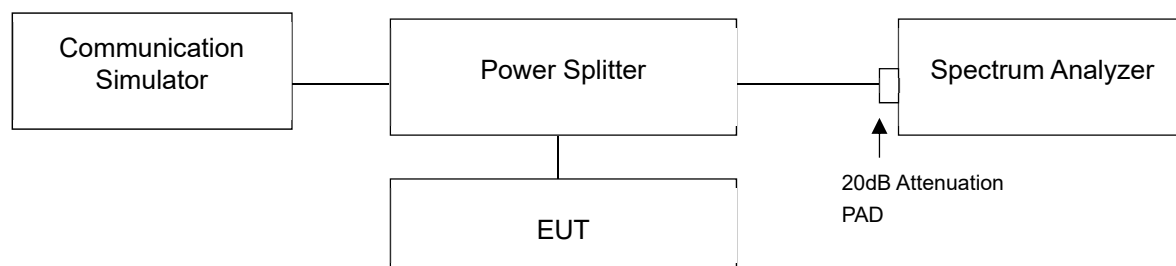 Communication
Simulator
Power Splitter
Spectrum Analyzer
20dB Attenuation
PAD
EUT